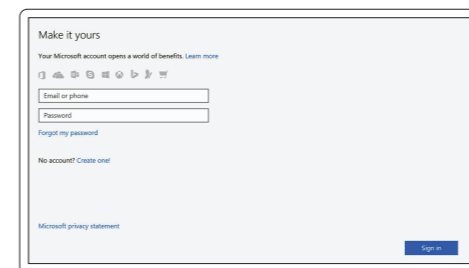 Make it yours
Your Microsoft account opens a world of benefits. Learn more
Email or phone
Password
Forgot my password
No account? Create one!
Microsoft privacy statement
Sign in